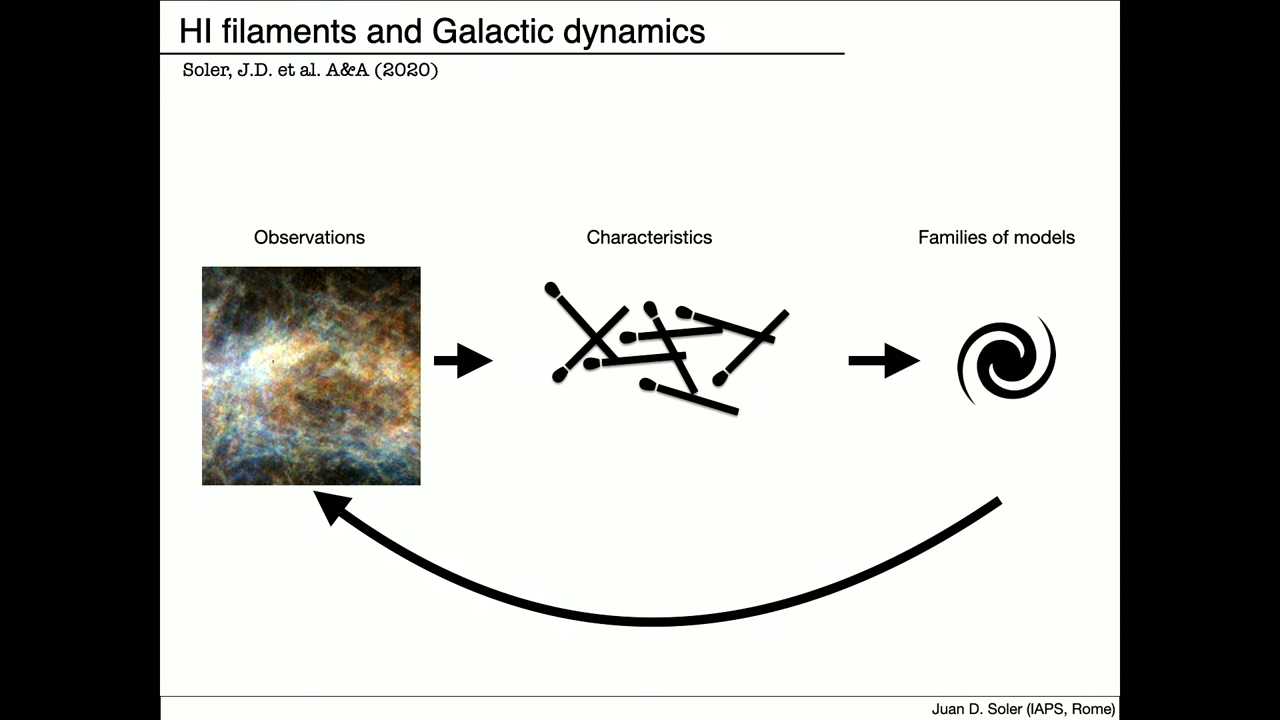 HI filaments and Galactic dynamics
Soler, J.D. et al. A&A (2020)
Observations
Characteristics
Families of models
Juan D. Soler (IAPS, Rome)